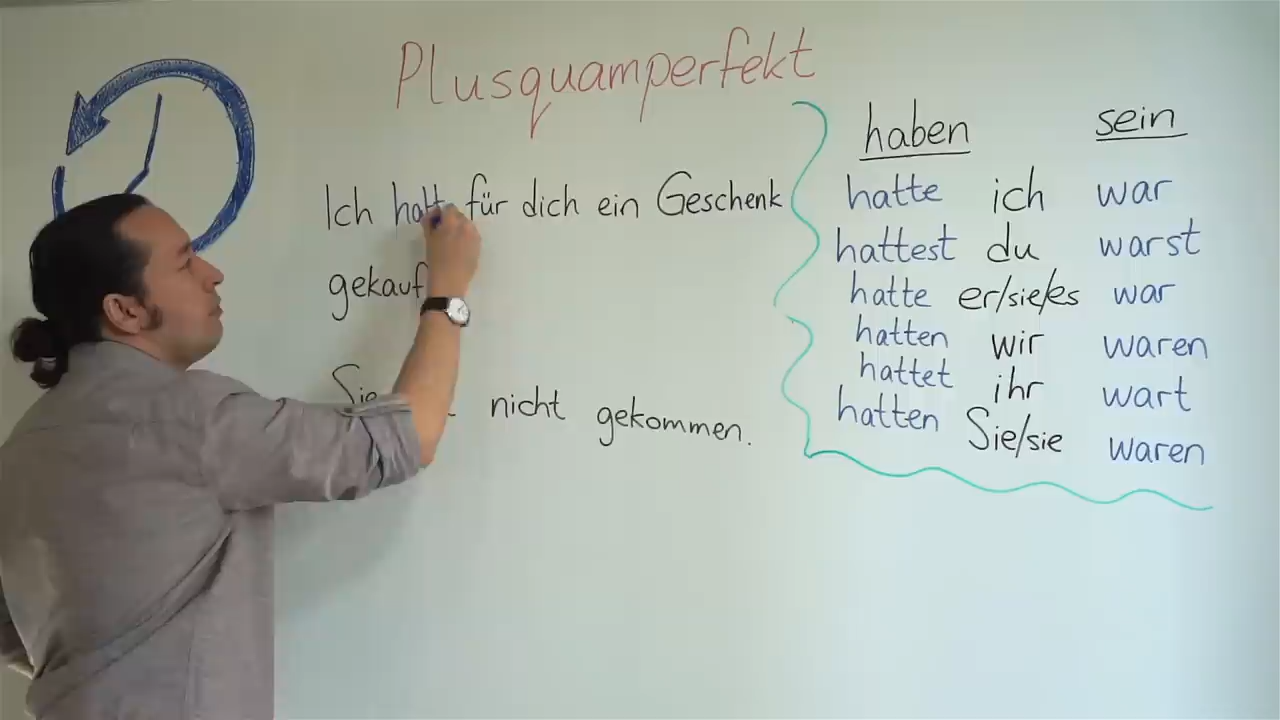 Plusquamperfekt
Ich hatt für dich ein Geschenk
gekauf
Sie nicht gekommen.
haben sein
hatte ich war
hattest du warst
hatte er/sie/es war
hatten wir waren
hattet ihr wart
hatten Sie/sie waren